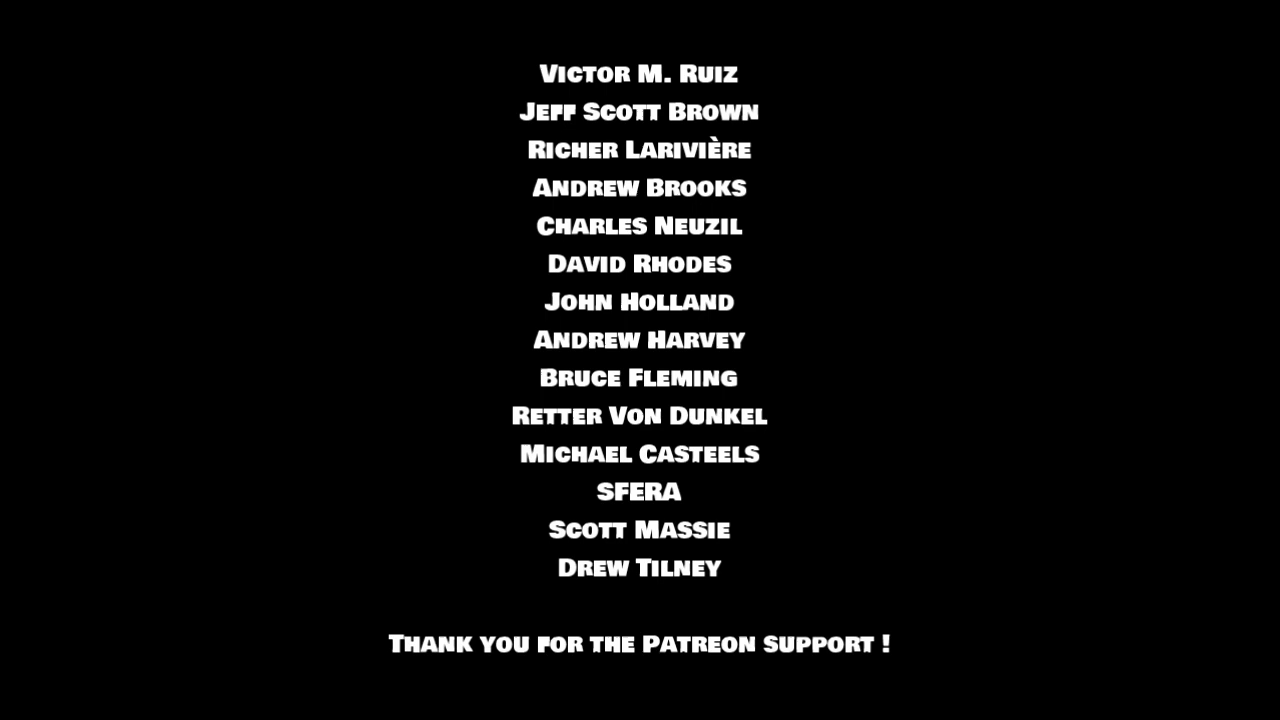 Victor M. Ruiz
Jeff Scott Brown
Richer Larivière
Andrew Brooks
Charles Neuzil
David Rhodes
John Holland
Andrew Harvey
Bruce Fleming
Retter Von Dunkel
Michael Casteels
SFERA
Scott Massie
Drew Tilney
Thank you for the Patreon support !